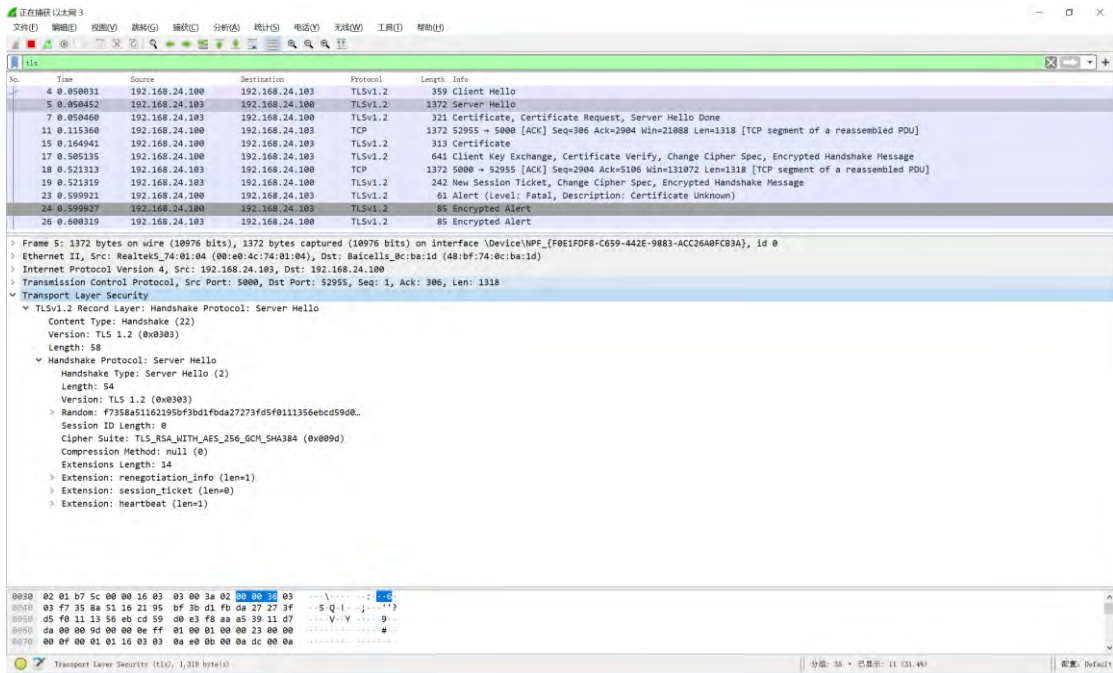 正在捕获 以太网 3
文件(F) 编辑(E) 视图(V) 跳转(G) 捕获(C) 分析(A) 统计(S) 电话(Y) 无线(W) 工具(T) 帮助(H)
tls
No. Time Source Destination Protocol Length Info
4 0.050031 192.168.24.100 192.168.24.103 TLSv1.2 359 Client Hello
5 0.050452 192.168.24.103 192.168.24.100 TLSv1.2 1372 Server Hello
7 0.050460 192.168.24.103 192.168.24.100 TLSv1.2 321 Certificate, Certificate Request, Server Hello Done
11 0.115360 192.168.24.100 192.168.24.103 TCP 1372 52955 → 5000 [ACK] Seq=306 Ack=2904 Win=21088 Len=1318 [TCP segment of a reassembled PDU]
15 0.164941 192.168.24.100 192.168.24.103 TLSv1.2 313 Certificate
17 0.505135 192.168.24.100 192.168.24.103 TLSv1.2 641 Client Key Exchange, Certificate Verify, Change Cipher Spec, Encrypted Handshake Message
18 0.521313 192.168.24.103 192.168.24.100 TCP 1372 5000 → 52955 [ACK] Seq=2904 Ack=5106 Win=131072 Len=1318 [TCP segment of a reassembled PDU]
19 0.521319 192.168.24.103 192.168.24.100 TLSv1.2 242 New Session Ticket, Change Cipher Spec, Encrypted Handshake Message
23 0.599921 192.168.24.100 192.168.24.103 TLSv1.2 61 Alert (Level: Fatal, Description: Certificate Unknown)
24 0.599927 192.168.24.100 192.168.24.103 TLSv1.2 85 Encrypted Alert
26 0.600319 192.168.24.103 192.168.24.100 TLSv1.2 85 Encrypted Alert
Frame 5: 1372 bytes on wire (10976 bits), 1372 bytes captured (10976 bits) on interface \Device\NPF_{F0E1FDF8-C659-442E-9883-ACC26A0FCB3A}, id 0
Ethernet II, Src: RealtekS_74:01:04 (00:e0:4c:74:01:04), Dst: Baicells_0c:ba:1d (48:bf:74:0c:ba:1d)
Internet Protocol Version 4, Src: 192.168.24.103, Dst: 192.168.24.100
Transmission Control Protocol, Src Port: 5000, Dst Port: 52955, Seq: 1, Ack: 306, Len: 1318
Transport Layer Security
TLSv1.2 Record Layer: Handshake Protocol: Server Hello
Content Type: Handshake (22)
Version: TLS 1.2 (0x0303)
Length: 58
Handshake Protocol: Server Hello
Handshake Type: Server Hello (2)
Length: 54
Version: TLS 1.2 (0x0303)
Random: f7358a51162195bf3bd1fbda27273fd5f0111356ebcd59d0…
Session ID Length: 0
Cipher Suite: TLS_RSA_WITH_AES_256_GCM_SHA384 (0x009d)
Compression Method: null (0)
Extensions Length: 14
Extension: renegotiation_info (len=1)
Extension: session_ticket (len=0)
Extension: heartbeat (len=1)
0030 02 01 b7 5c 00 00 16 03 03 00 3a 02 00 00 36 03 ···\···· ··:···6·
0040 03 f7 35 8a 51 16 21 95 bf 3b d1 fb da 27 27 3f ··5·Q·!· ·;···''?
0050 d5 f0 11 13 56 eb cd 59 d0 e3 f8 aa a5 39 11 d7 ····V··Y ·····9··
0060 da 00 00 9d 00 00 0e ff 01 00 01 00 00 23 00 00 ········ ·····#··
0070 00 0f 00 01 01 16 03 03 0a e0 0b 00 0a dc 00 0a ········ ········
Transport Layer Security (tls), 1,318 byte(s) 分组: 35 · 已显示: 11 (31.4%) 配置: Default